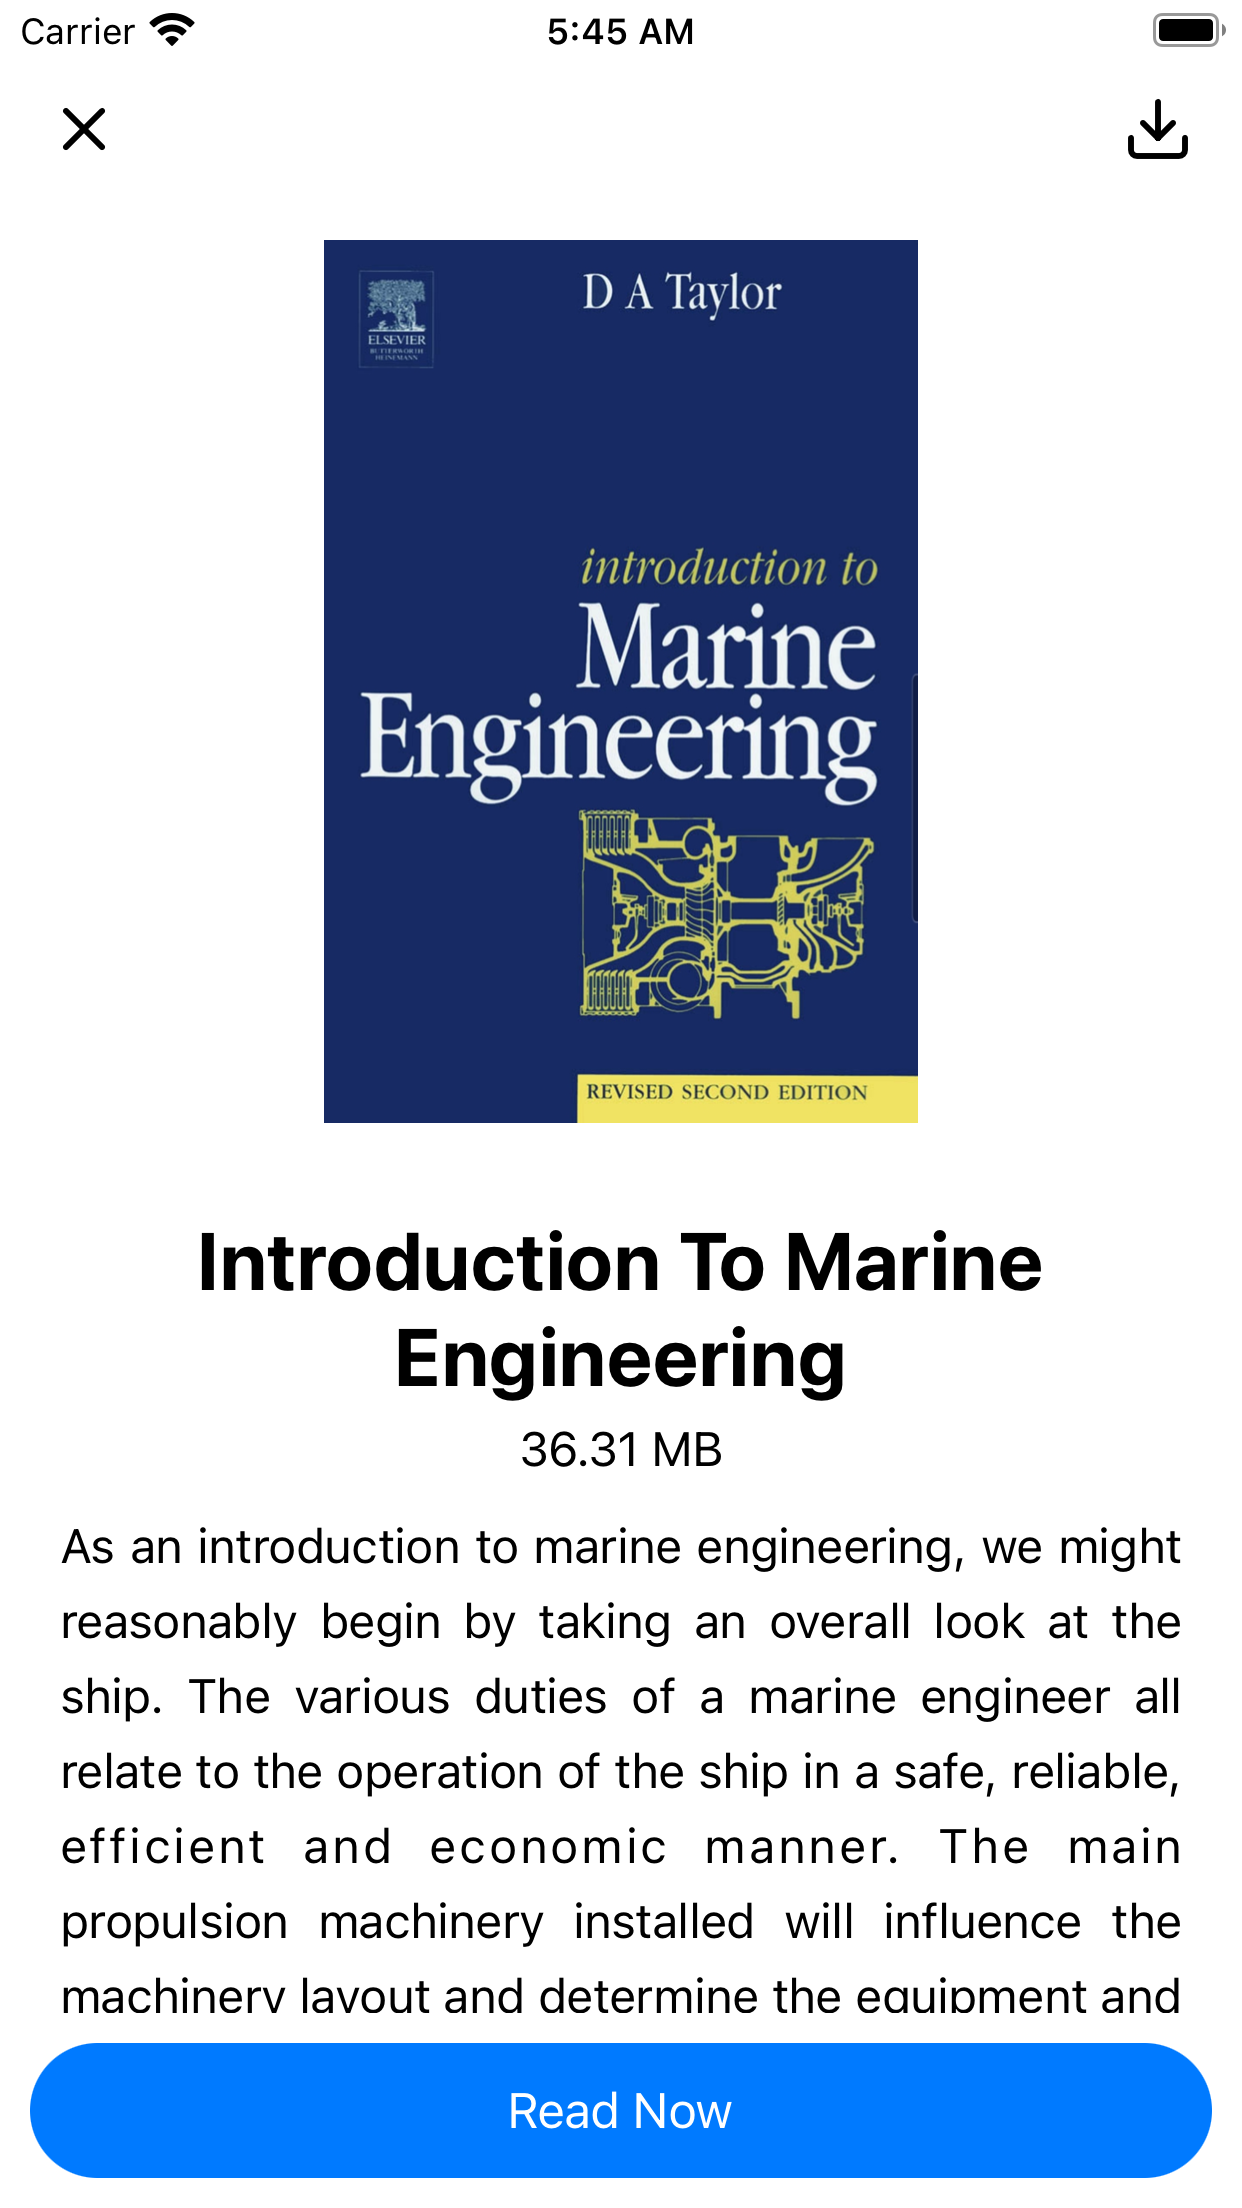 Carrier
5:45 AM
D A Taylor
ELSEVIER
BUTTERWORTH
HEINEMANN
introduction to
Marine
Engineering
REVISED SECOND EDITION
Introduction To Marine
Engineering
36.31 MB
As an introduction to marine engineering, we might
reasonably begin by taking an overall look at the
ship. The various duties of a marine engineer all
relate to the operation of the ship in a safe, reliable,
efficient and economic manner. The main
propulsion machinery installed will influence the
machinery layout and determine the equipment and
Read Now